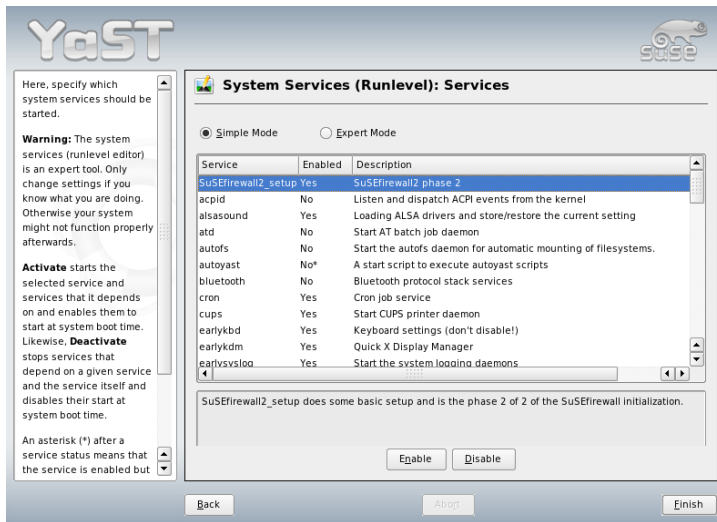 YaST
SUSE
Here, specify which
system services should be
started.
Warning: The system
services (runlevel editor)
is an expert tool. Only
change settings if you
know what you are doing.
Otherwise your system
might not function properly
afterwards.
Activate starts the
selected service and
services that it depends
on and enables them to
start at system boot time.
Likewise, Deactivate
stops services that
depend on a given service
and the service itself and
disables their start at
system boot time.
An asterisk (*) after a
service status means that
the service is enabled but
System Services (Runlevel): Services
Simple Mode Expert Mode
Service Enabled Description
SuSEfirewall2_setup Yes SuSEfirewall2 phase 2
acpid No Listen and dispatch ACPI events from the kernel
alsasound Yes Loading ALSA drivers and store/restore the current setting
atd No Start AT batch job daemon
autofs No Start the autofs daemon for automatic mounting of filesystems.
autoyast No* A start script to execute autoyast scripts
bluetooth No Bluetooth protocol stack services
cron Yes Cron job service
cups Yes Start CUPS printer daemon
earlykbd Yes Keyboard settings (don't disable!)
earlykdm Yes Quick X Display Manager
earlysyslog Yes Start the system logging daemons
SuSEfirewall2_setup does some basic setup and is the phase 2 of 2 of the SuSEfirewall initialization.
Enable Disable
Back Abort Finish